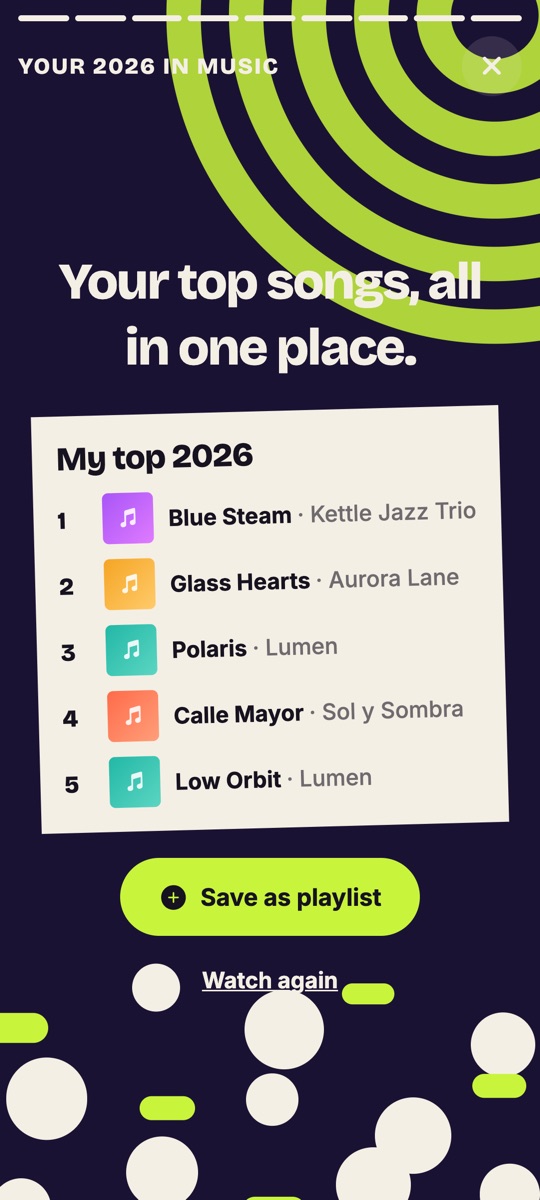 YOUR 2026 IN MUSIC
Your top songs, all
in one place.
My top 2026
1 Blue Steam · Kettle Jazz Trio
2 Glass Hearts · Aurora Lane
3 Polaris · Lumen
4 Calle Mayor · Sol y Sombra
5 Low Orbit · Lumen
Save as playlist
Watch again